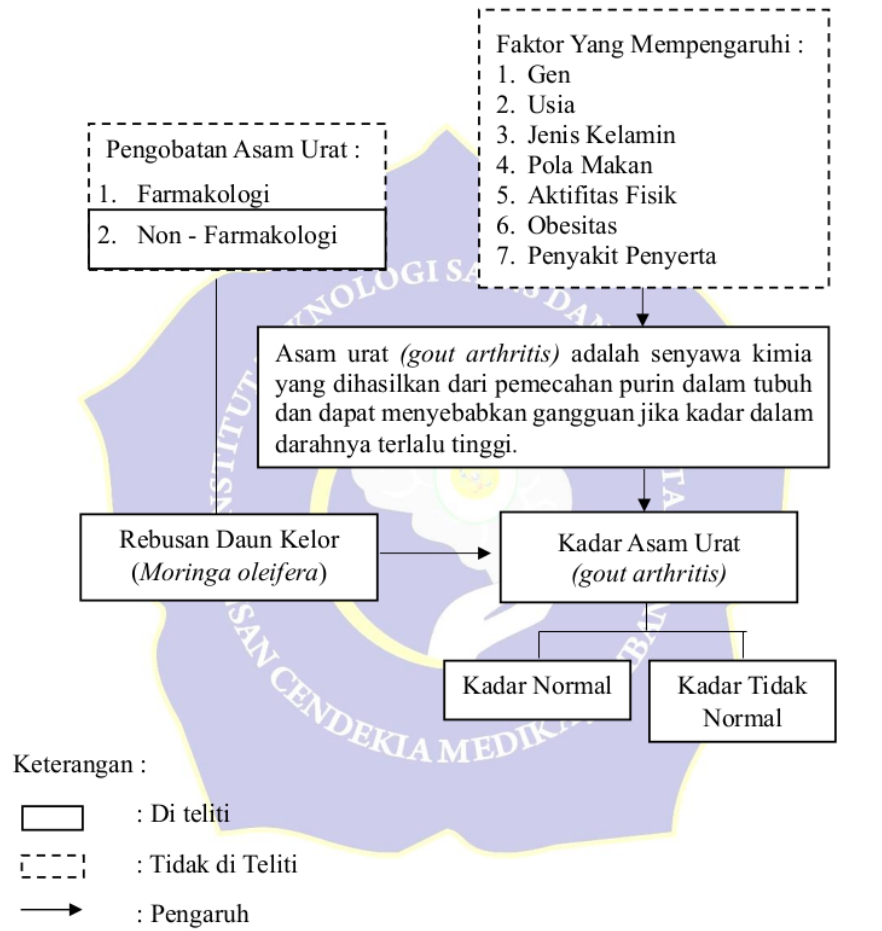 Faktor Yang Mempengaruhi :
1. Gen
2. Usia
3. Jenis Kelamin
4. Pola Makan
5. Aktifitas Fisik
6. Obesitas
7. Penyakit Penyerta
Pengobatan Asam Urat :
1. Farmakologi
2. Non - Farmakologi
Asam urat (gout arthritis) adalah senyawa kimia
yang dihasilkan dari pemecahan purin dalam tubuh
dan dapat menyebabkan gangguan jika kadar dalam
darahnya terlalu tinggi.
Rebusan Daun Kelor
(Moringa oleifera)
Kadar Asam Urat
(gout arthritis)
Kadar Normal
Kadar Tidak
Normal
CENDEKIA
Keterangan :
: Di teliti
: Tidak di Teliti
: Pengaruh